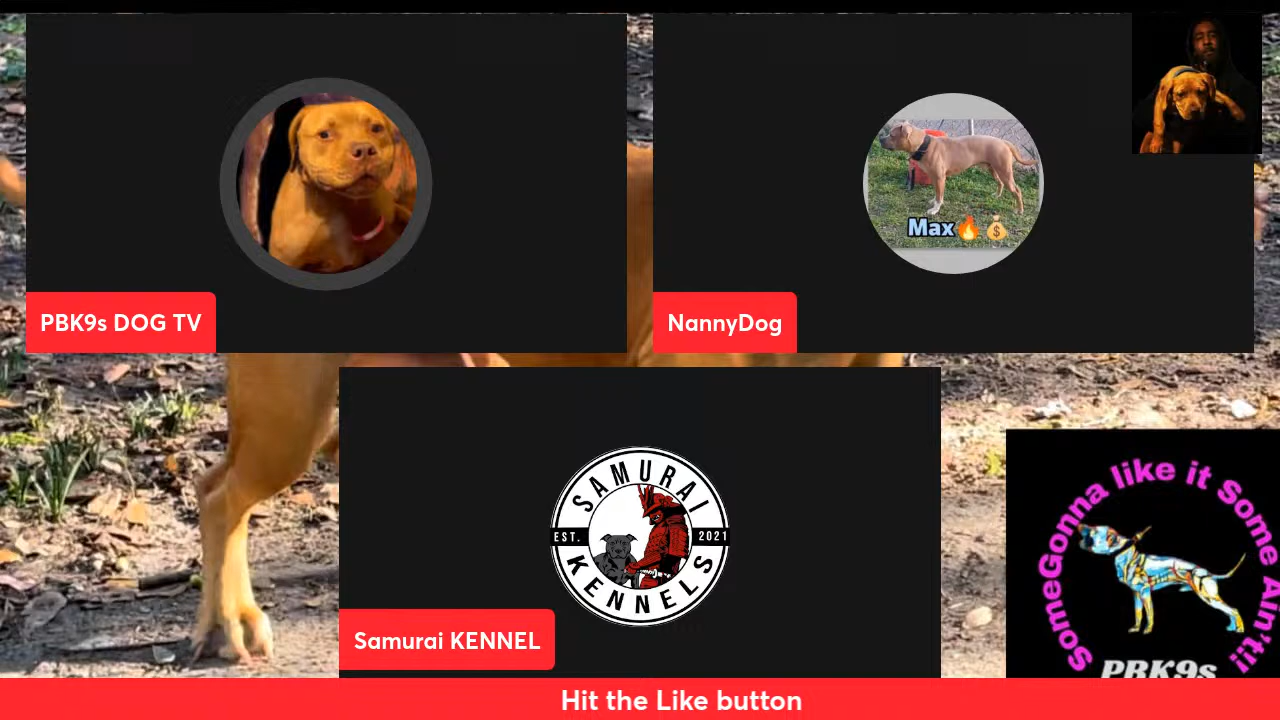 PBK9s DOG TV
Max🔥💰
NannyDog
SAMURAI
EST. 2021
KENNELS
Samurai KENNEL
SomeGonna like it Some Ain't!!
PBK9s
Hit the Like button